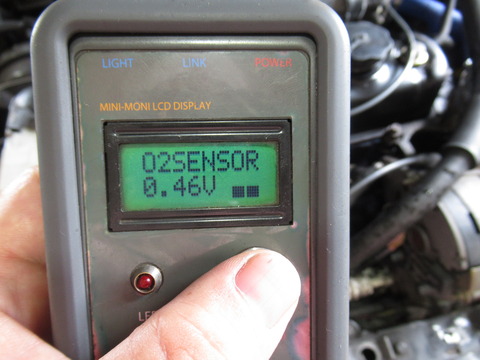 LIGHT LINK POWER
MINI-MONI LCD DISPLAY
O2SENSOR
0.46V